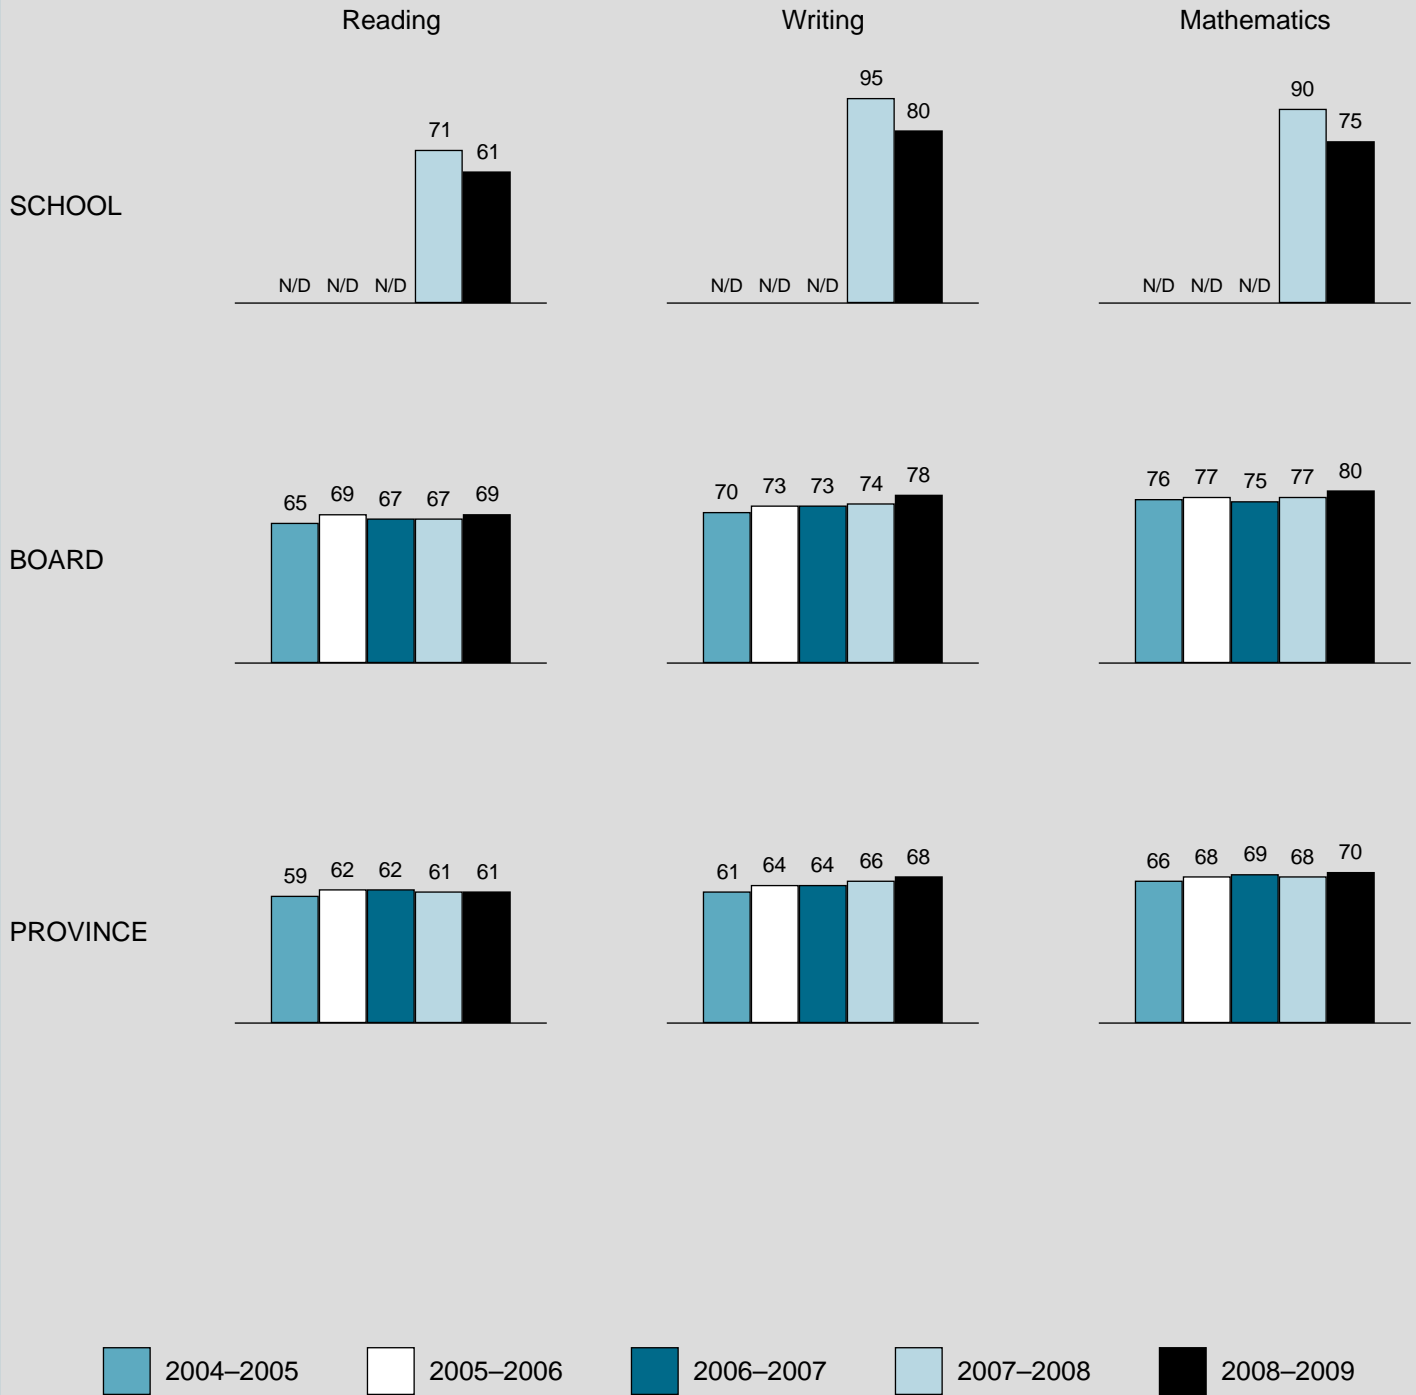 Reading Writing Mathematics
SCHOOL
71 61
N/D N/D N/D
95 80
N/D N/D N/D
90 75
N/D N/D N/D
BOARD
65 69 67 67 69
70 73 73 74 78
76 77 75 77 80
PROVINCE
59 62 62 61 61
61 64 64 66 68
66 68 69 68 70
2004–2005 2005–2006 2006–2007 2007–2008 2008–2009